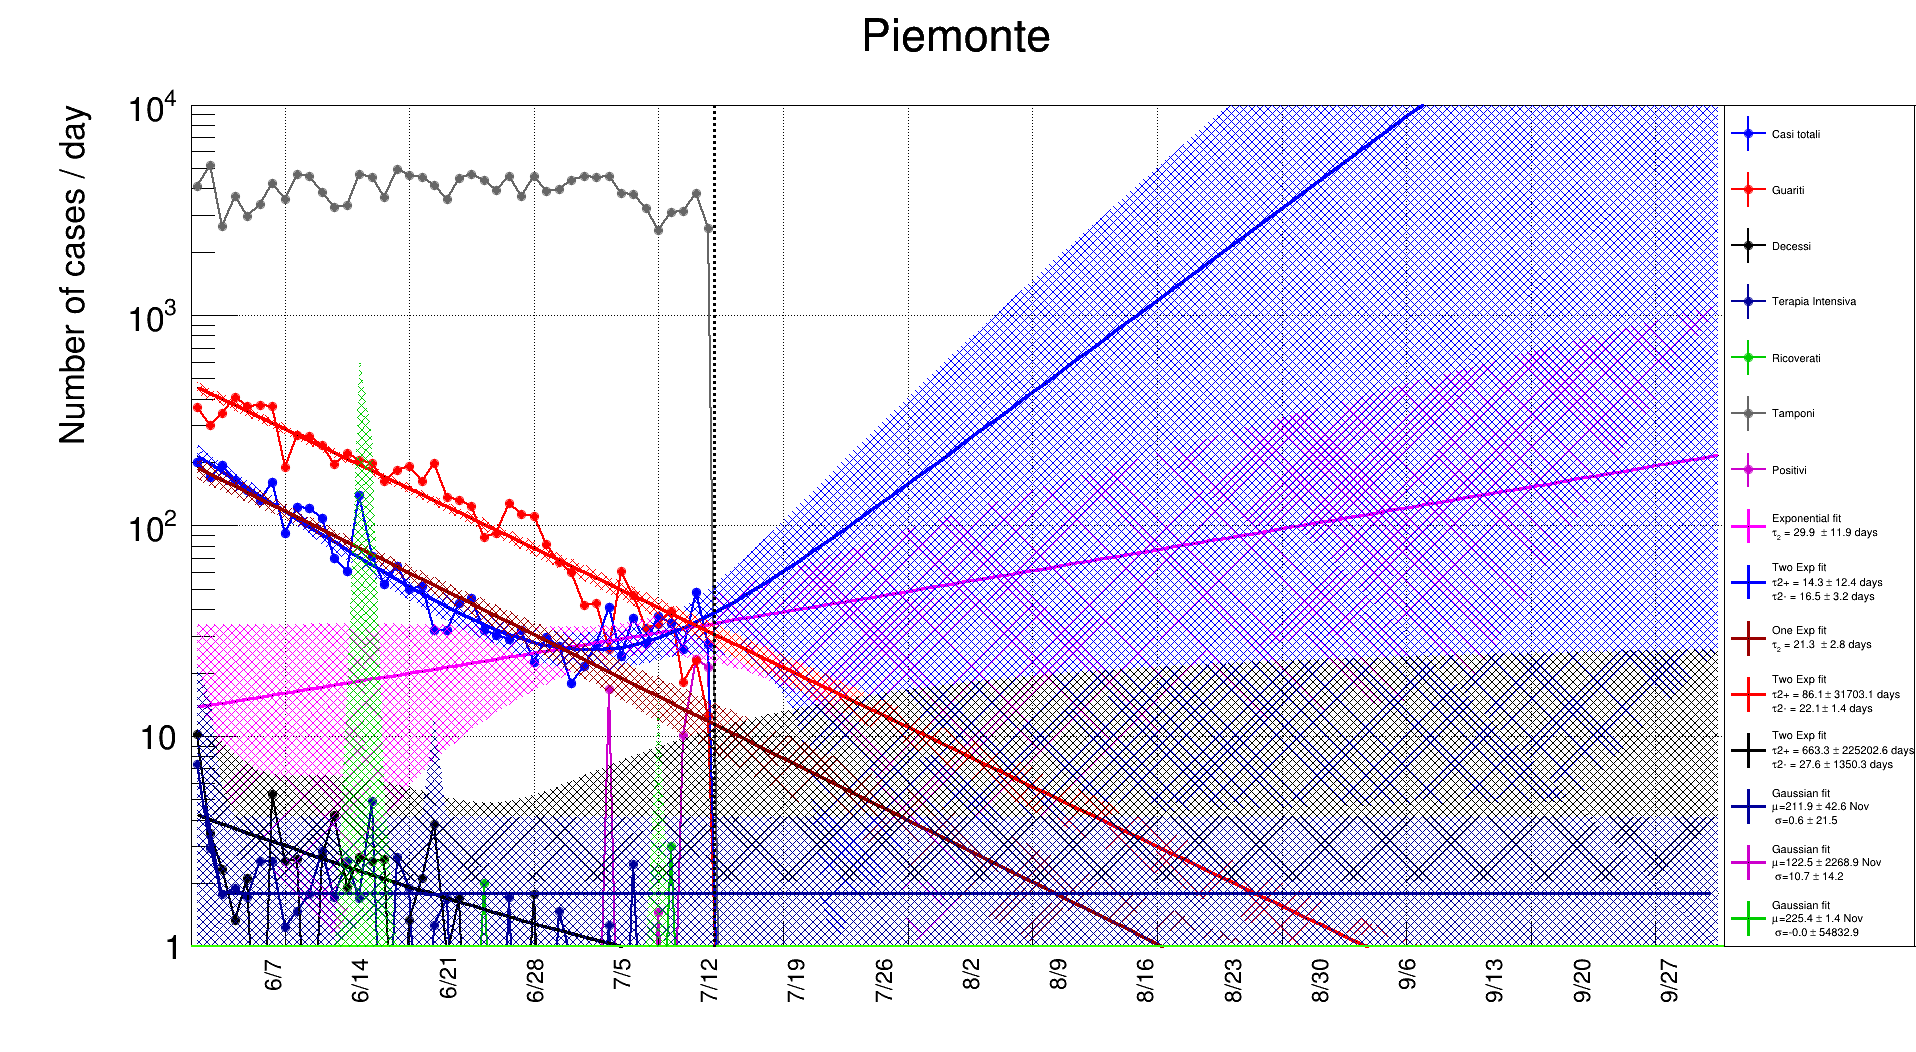 Piemonte
Number of cases / day
10⁴
10³
10²
10
1
6/7
6/14
6/21
6/28
7/5
7/12
7/19
7/26
8/2
8/9
8/16
8/23
8/30
9/6
9/13
9/20
9/27
Casi totali
Guariti
Decessi
Terapia Intensiva
Ricoverati
Tamponi
Positivi
Exponential fit
τ₂ = 29.9 ± 11.9 days
Two Exp fit
τ2+ = 14.3 ± 12.4 days
τ2- = 16.5 ± 3.2 days
One Exp fit
τ₂ = 21.3 ± 2.8 days
Two Exp fit
τ2+ = 86.1 ± 31703.1 days
τ2- = 22.1 ± 1.4 days
Two Exp fit
τ2+ = 663.3 ± 225202.6 days
τ2- = 27.6 ± 1350.3 days
Gaussian fit
μ=211.9 ± 42.6 Nov
σ=0.6 ± 21.5
Gaussian fit
μ=122.5 ± 2268.9 Nov
σ=10.7 ± 14.2
Gaussian fit
μ=225.4 ± 1.4 Nov
σ=-0.0 ± 54832.9